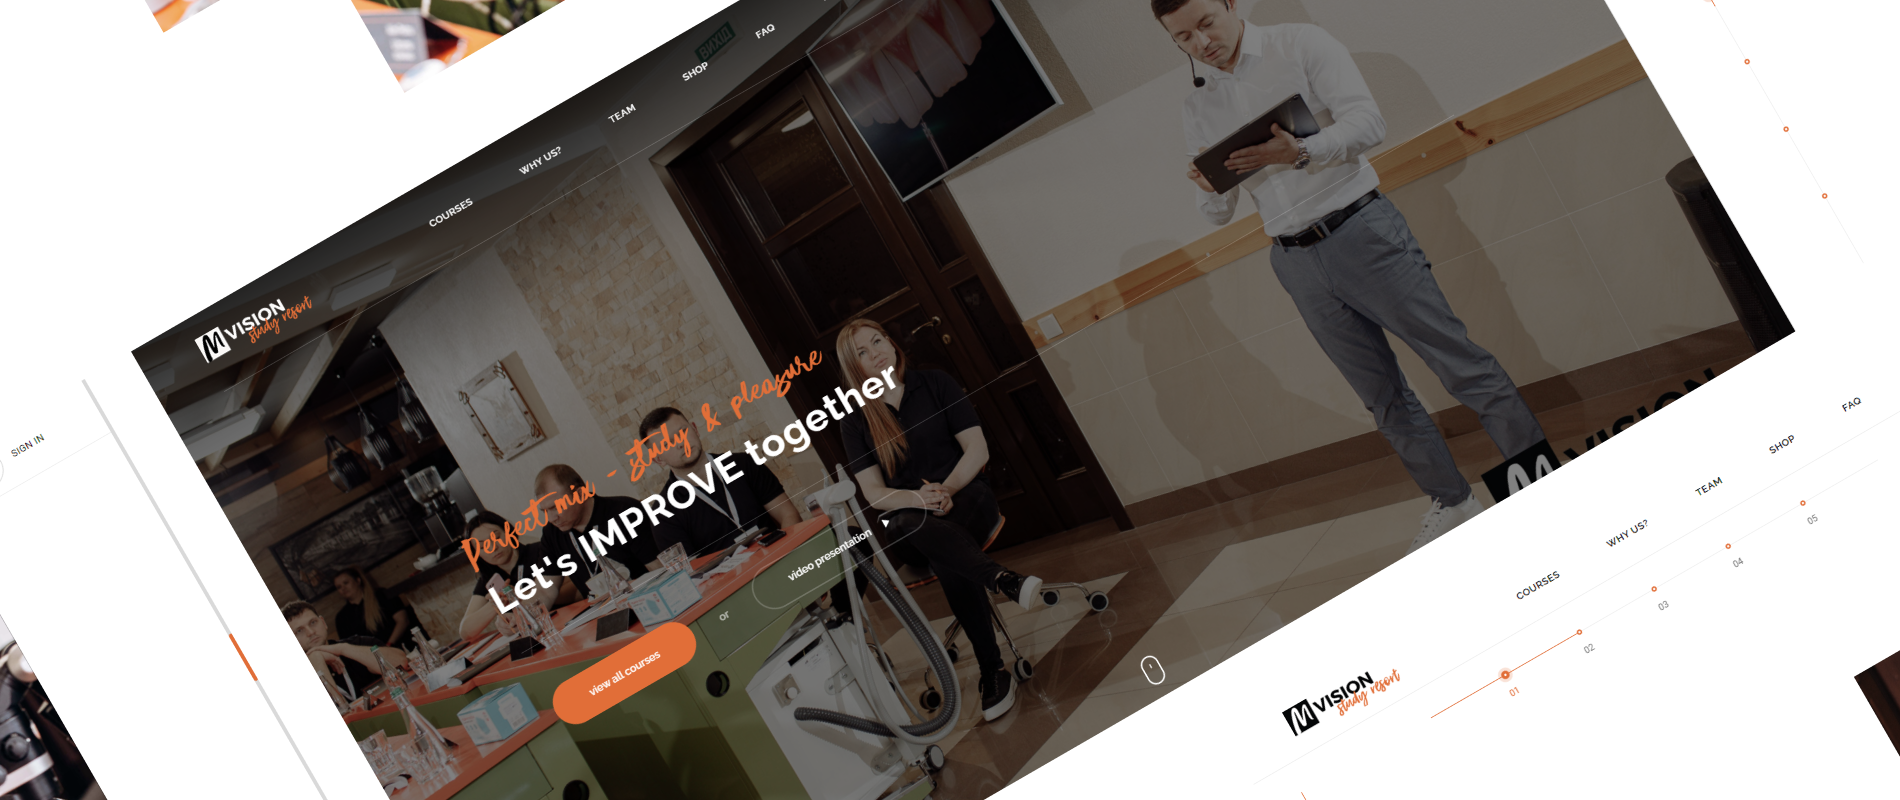 SIGN IN
COURSES
WHY US?
TEAM
SHOP
FAQ
ВИХІД
M VISION
study resort
Perfect mix - study & pleasure
Let's IMPROVE together
view all courses
or
video presentation
M VISION
M VISION
study resort
COURSES
WHY US?
TEAM
SHOP
FAQ
01
02
03
04
05